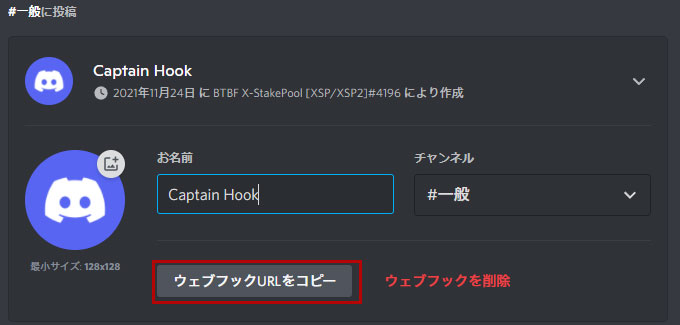 #一般に投稿
Captain Hook
2021年11月24日 に BTBF X-StakePool [XSP/XSP2]#4196 により作成
お名前
チャンネル
Captain Hook
#一般
最小サイズ: 128x128
ウェブフックURLをコピー
ウェブフックを削除